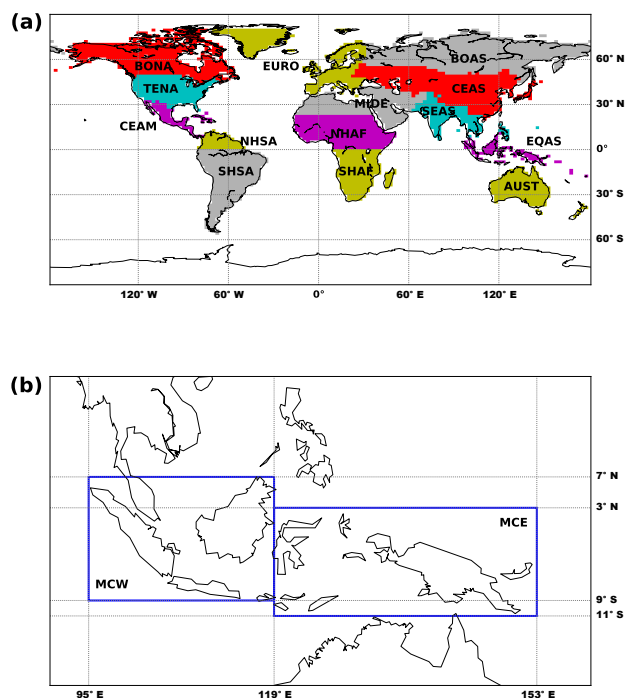 (a)
BONA
EURO
BOAS
60° N
TENA
CEAS
MIDE
30° N
CEAM
SEAS
NHSA
NHAF
EQAS
0°
SHSA
SHAF
AUST
30° S
60° S
120° W
60° W
0°
60° E
120° E
(b)
7° N
3° N
MCE
MCW
9° S
11° S
95° E
119° E
153° E